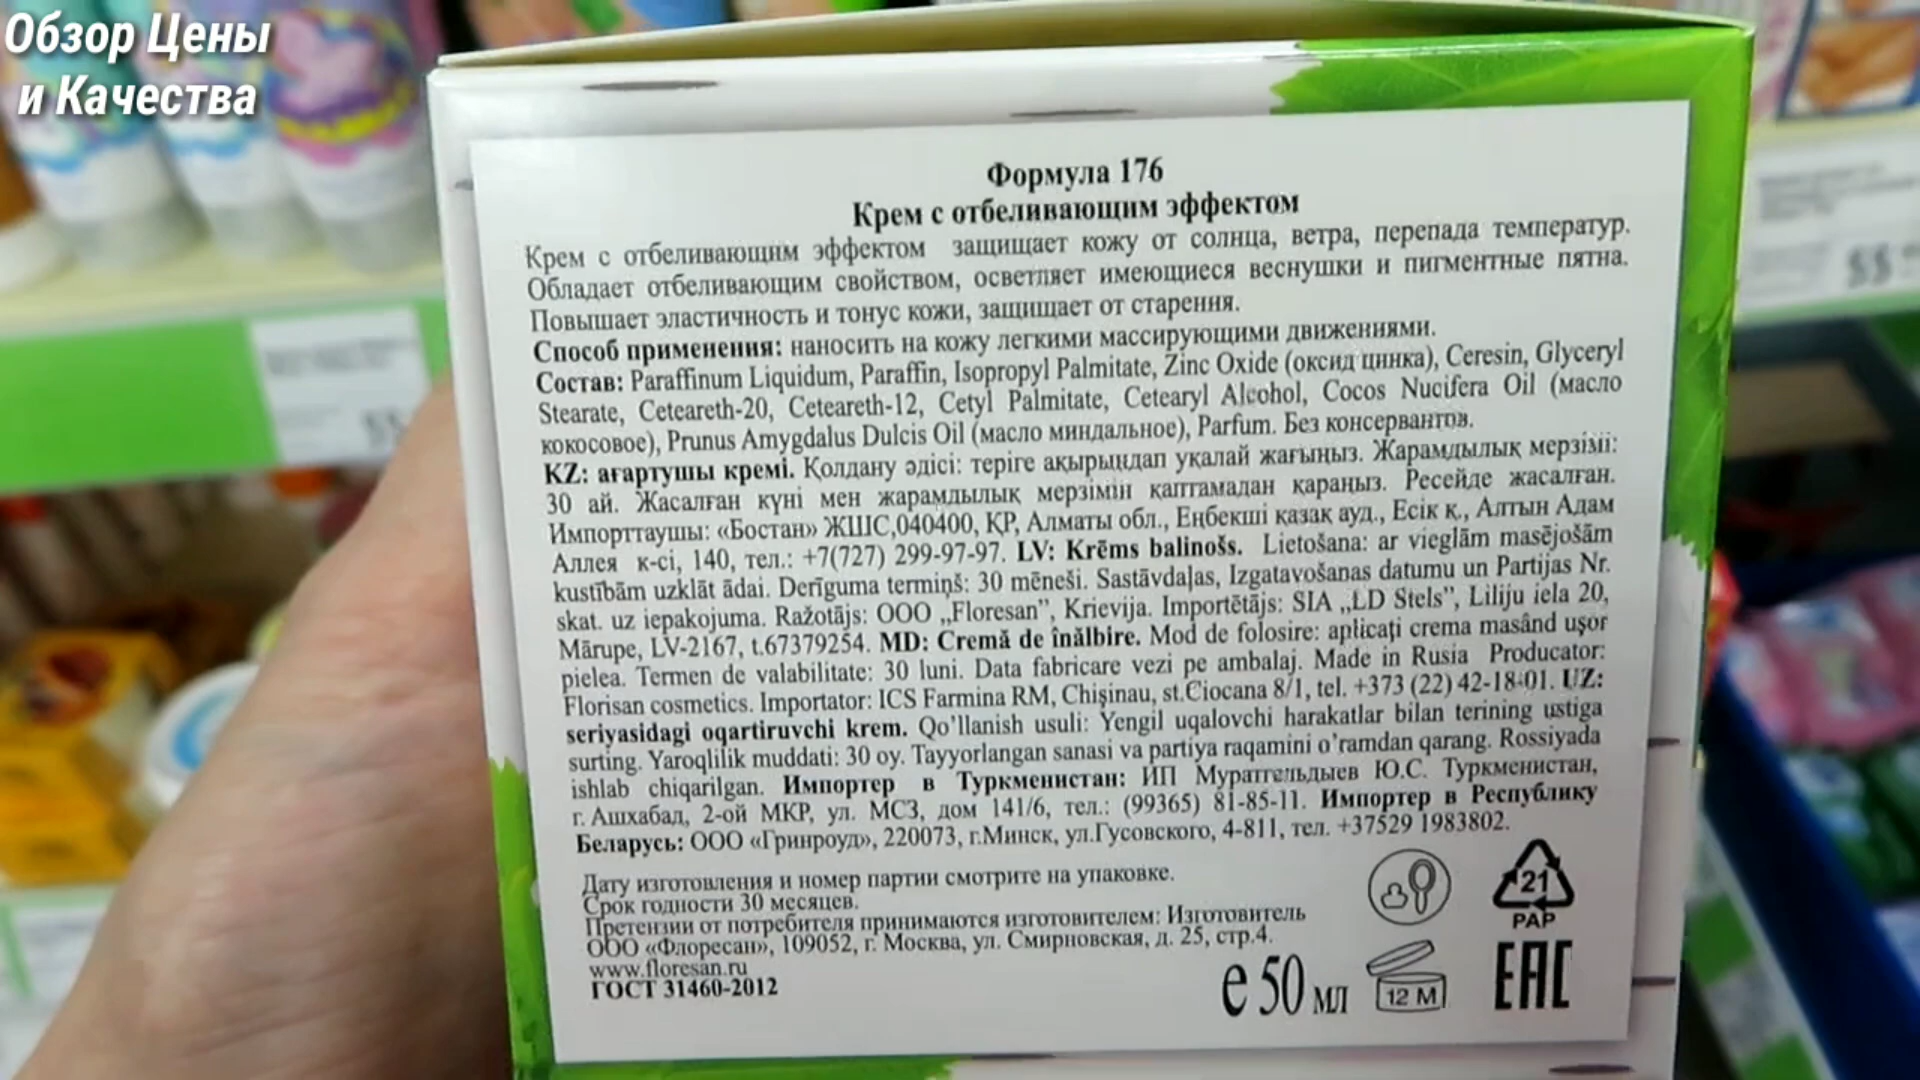 Обзор Цены
и Качества
Формула 176
Крем с отбеливающим эффектом
Крем с отбеливающим эффектом защищает кожу от солнца, ветра, перепада температур.
Обладает отбеливающим свойством, осветляет имеющиеся веснушки и пигментные пятна.
Повышает эластичность и тонус кожи, защищает от старения.
Способ применения: наносить на кожу легкими массирующими движениями.
Состав: Paraffinum Liquidum, Paraffin, Isopropyl Palmitate, Zinc Oxide (оксид цинка), Ceresin, Glyceryl
Stearate, Ceteareth-20, Ceteareth-12, Cetyl Palmitate, Cetearyl Alcohol, Cocos Nucifera Oil (масло
кокосовое), Prunus Amygdalus Dulcis Oil (масло миндальное), Parfum. Без консервантов.
KZ: ағартушы кремі. Қолдану әдісі: теріге ақырындап укалай жағыңыз. Жарамдылық мерзімі:
30 ай. Жасалған күні мен жарамдылық мерзімін қаптамадан қараңыз. Ресейде жасалған.
Импорттаушы: «Бостан» ЖШС,040400, ҚР, Алматы обл., Еңбекші қазақ ауд., Есік қ., Алтын Адам
Аллея к-сі, 140, тел.: +7(727) 299-97-97. LV: Krēms balinošs. Lietošana: ar vieglām masējošām
kustībām uzklāt ādai. Derīguma termiņš: 30 mēneši. Sastāvdaļas, Izgatavošanas datumu un Partijas Nr.
skat. uz iepakojuma. Ražotājs: OOO „Floresan”, Krievija. Importētājs: SIA „LD Stels”, Liliju iela 20,
Mārupe, LV-2167, t.67379254. MD: Cremă de înălbire. Mod de folosire: aplicați crema masând ușor
pielea. Termen de valabilitate: 30 luni. Data fabricare vezi pe ambalaj. Made in Rusia Producator:
Florisan cosmetics. Importator: ICS Farmina RM, Chişinau, st.Ciocana 8/1, tel. +373 (22) 42-18-01. UZ:
seriyasidagi oqartiruvchi krem. Qo’llanish usuli: Yengil uqalovchi harakatlar bilan terining ustiga
surting. Yaroqlilik muddati: 30 oy. Tayyorlangan sanasi va partiya raqamini o’ramdan qarang. Rossiyada
ishlab chiqarilgan. Импортер в Туркменистан: ИП Муратгельдыев Ю.С. Туркменистан,
г. Ашхабад, 2-ой МКР, ул. МСЗ, дом 141/6, тел.: (99365) 81-85-11. Импортер в Республику
Беларусь: ООО «Гринроуд», 220073, г.Минск, ул.Гусовского, 4-811, тел. +37529 1983802.
Дату изготовления и номер партии смотрите на упаковке.
Срок годности 30 месяцев.
Претензии от потребителя принимаются изготовителем: Изготовитель
ООО «Флоресан», 109052, г. Москва, ул. Смирновская, д. 25, стр.4.
www.floresan.ru
ГОСТ 31460-2012
e 50 мл
12 M
21
PAP
EAC